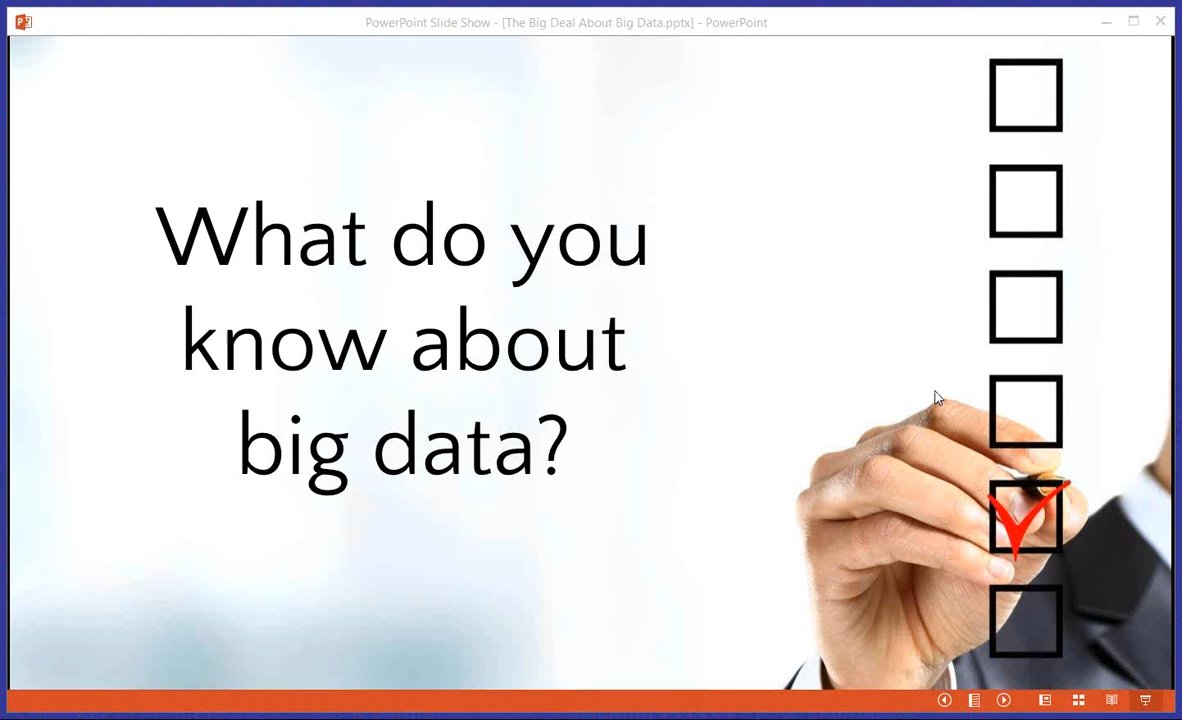 PowerPoint Slide Show - [The Big Deal About Big Data.pptx] - PowerPoint
What do you
know about
big data?